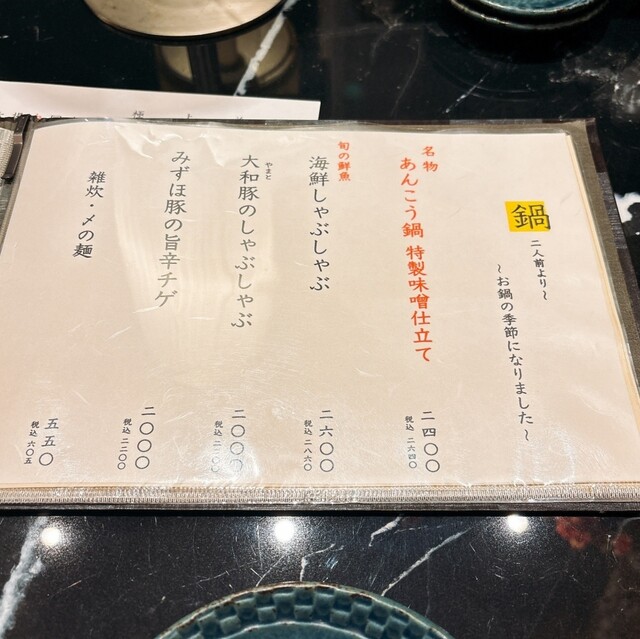 鍋 二人前より～
～お鍋の季節になりました～
名物
あんこう鍋 特製味噌仕立て
二四〇〇
税込 二六四〇
旬の鮮魚
海鮮しゃぶしゃぶ
二六〇〇
税込 二八六〇
大和豚のしゃぶしゃぶ
やまと
二〇〇〇
税込 二二〇〇
みずほ豚の旨辛チゲ
二〇〇〇
税込 二二〇〇
雑炊・〆の麺
五五〇
税込 六〇五